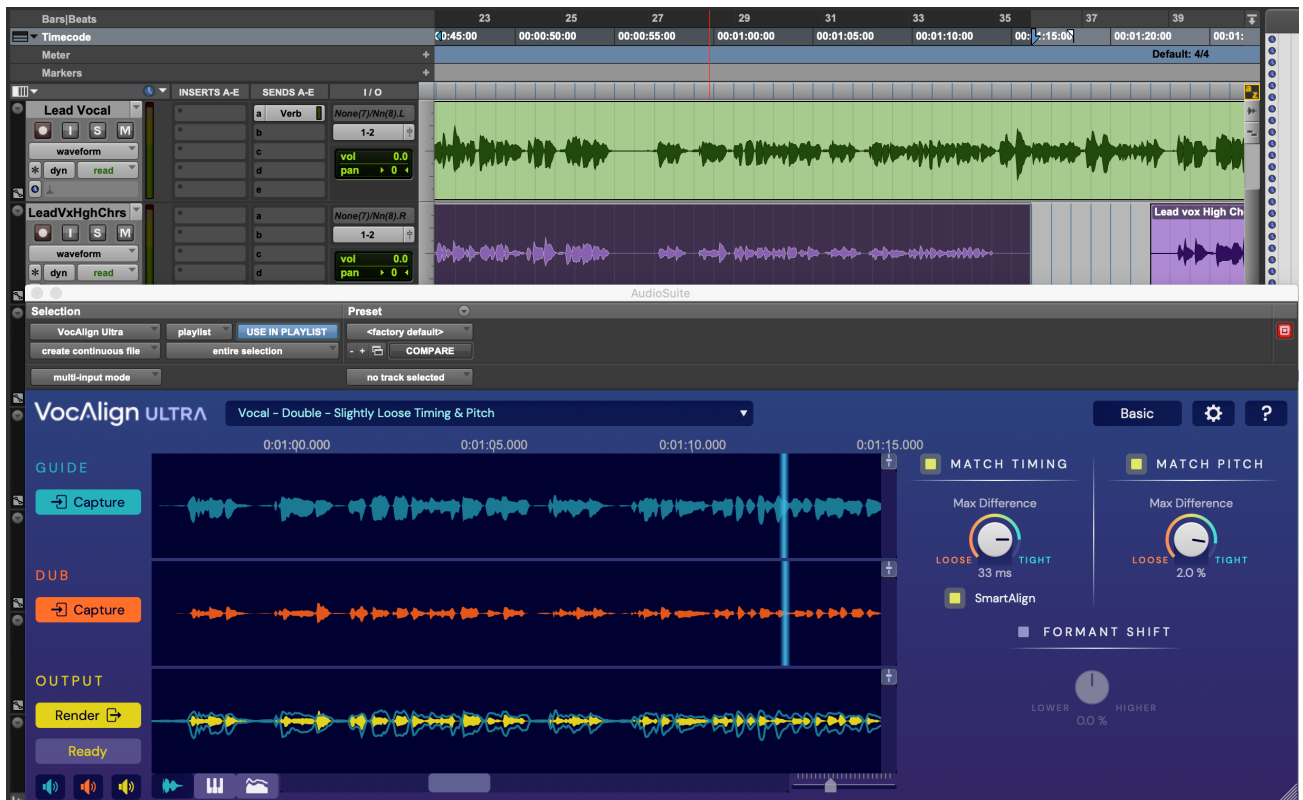 Bars|Beats 23 25 27 29 31 33 35 37 39
Timecode 0:45:00 00:00:50:00 00:00:55:00 00:01:00:00 00:01:05:00 00:01:10:00 00: :15:00 00:01:20:00 00:01:
Meter + Default: 4/4
Markers +
INSERTS A-E SENDS A-E I / O
a z
Lead Vocal a Verb None(7)/Nn(8).L
I S M b 1-2
waveform c vol 0.0
* dyn read d pan 0
e
LeadVxHghChrs a None(7)/Nn(8).R Lead vox High Ch
I S M b 1-2
waveform c vol 0.0
* dyn read d pan 0
AudioSuite
Selection Preset
VocAlign Ultra playlist USE IN PLAYLIST <factory default>
create continuous file entire selection - + COMPARE
multi-input mode no track selected
VocAlign ULTRA Vocal - Double - Slightly Loose Timing & Pitch Basic ?
0:01:00.000 0:01:05.000 0:01:10.000 0:01:15.000
GUIDE MATCH TIMING MATCH PITCH
Capture Max Difference Max Difference
LOOSE TIGHT LOOSE TIGHT
33 ms 2.0 %
DUB
Capture SmartAlign
FORMANT SHIFT
OUTPUT
Render LOWER HIGHER
0.0 %
Ready